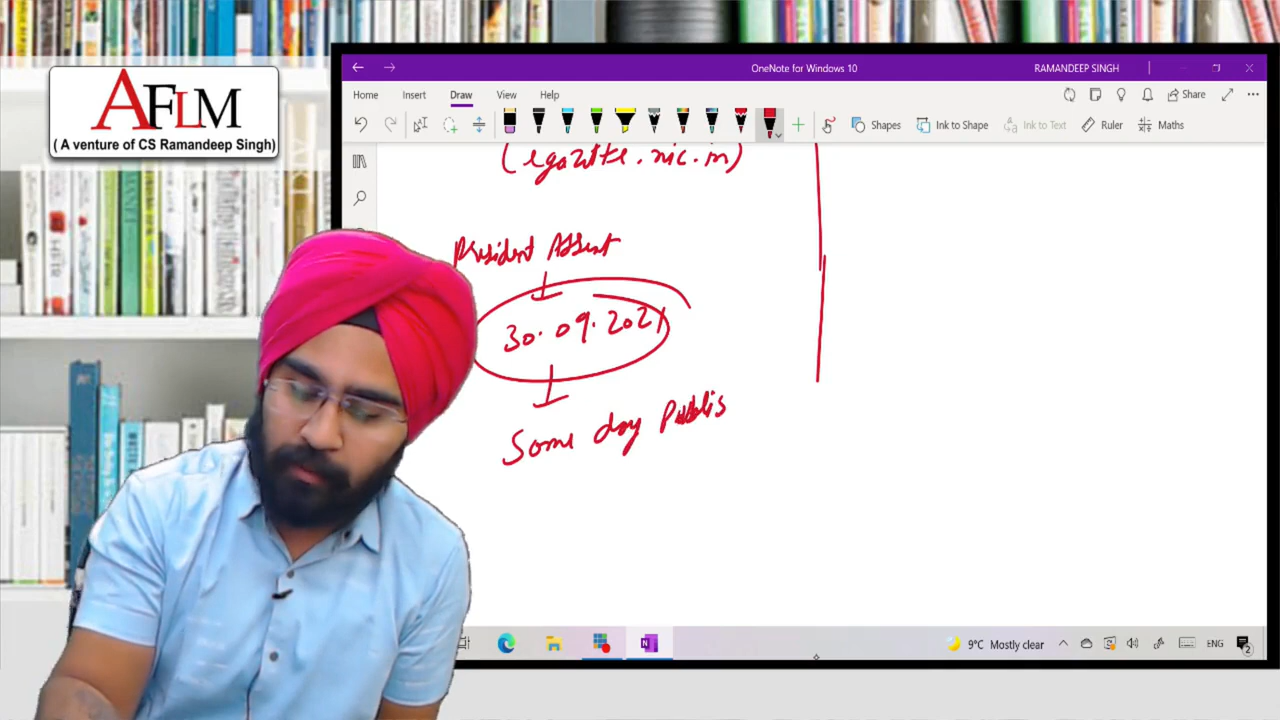 AFLM
( A venture of CS Ramandeep Singh)
OneNote for Windows 10
RAMANDEEP SINGH
Home Insert Draw View Help
Share
Shapes
Ink to Shape
Ink to Text
Ruler
Maths
(egazette.nic.in)
President Assent
30.09.2021
Some day Publis
9°C Mostly clear
ENG
2